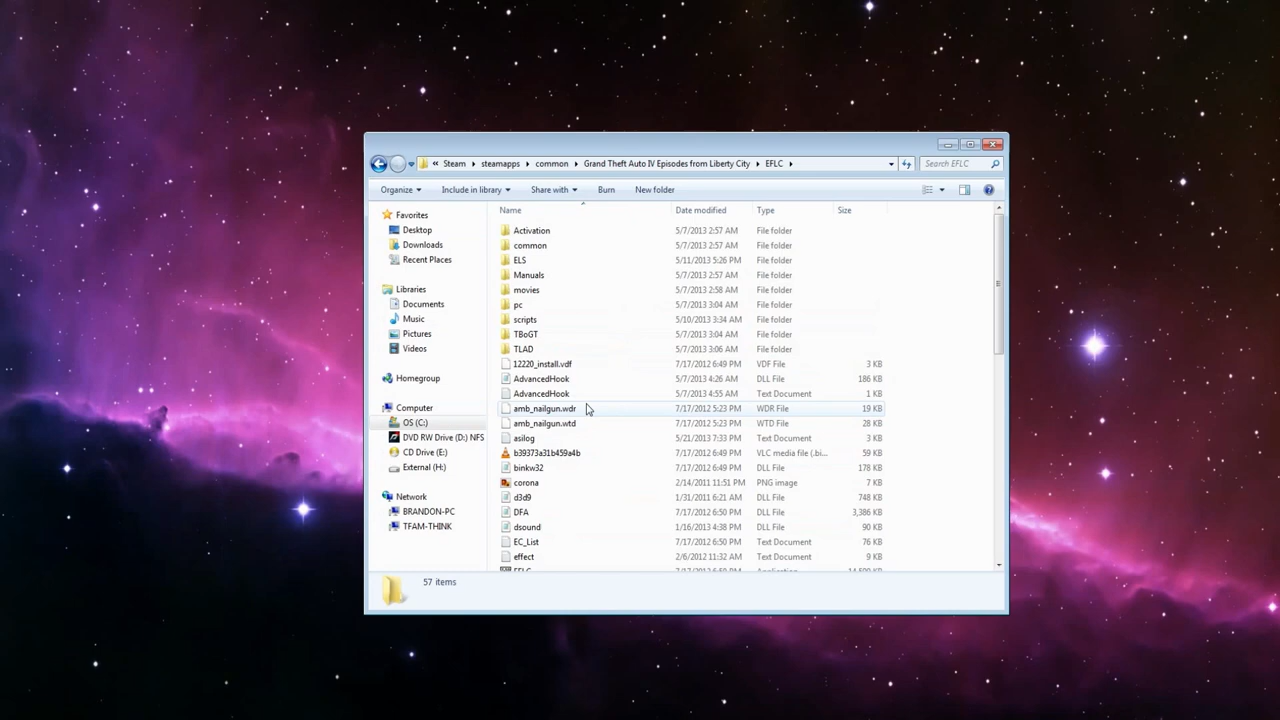 « Steam ▸ steamapps ▸ common ▸ Grand Theft Auto IV Episodes from Liberty City ▸ EFLC ▸ Search EFLC
Organize Include in library Share with Burn New folder
Favorites
Desktop
Downloads
Recent Places
Libraries
Documents
Music
Pictures
Videos
Homegroup
Computer
OS (C:)
DVD RW Drive (D:) NFS
CD Drive (E:)
External (H:)
Network
BRANDON-PC
TFAM-THINK
Name Date modified Type Size
Activation 5/7/2013 2:57 AM File folder
common 5/7/2013 2:57 AM File folder
ELS 5/11/2013 5:26 PM File folder
Manuals 5/7/2013 2:57 AM File folder
movies 5/7/2013 2:58 AM File folder
pc 5/7/2013 3:04 AM File folder
scripts 5/10/2013 3:34 AM File folder
TBoGT 5/7/2013 3:04 AM File folder
TLAD 5/7/2013 3:06 AM File folder
12220_install.vdf 7/17/2012 6:49 PM VDF File 3 KB
AdvancedHook 5/7/2013 4:26 AM DLL File 186 KB
AdvancedHook 5/7/2013 4:55 AM Text Document 1 KB
amb_nailgun.wdr 7/17/2012 5:23 PM WDR File 19 KB
amb_nailgun.wtd 7/17/2012 5:23 PM WTD File 28 KB
asilog 5/21/2013 7:33 PM Text Document 3 KB
b39373a31b459a4b 7/17/2012 6:49 PM VLC media file (.bi... 59 KB
binkw32 7/17/2012 6:49 PM DLL File 178 KB
corona 2/14/2011 11:51 PM PNG image 7 KB
d3d9 1/31/2011 6:21 AM DLL File 748 KB
DFA 7/17/2012 6:50 PM DLL File 3,386 KB
dsound 1/16/2013 4:38 PM DLL File 90 KB
EC_List 7/17/2012 6:50 PM Text Document 76 KB
effect 2/6/2012 11:32 AM Text Document 9 KB
57 items